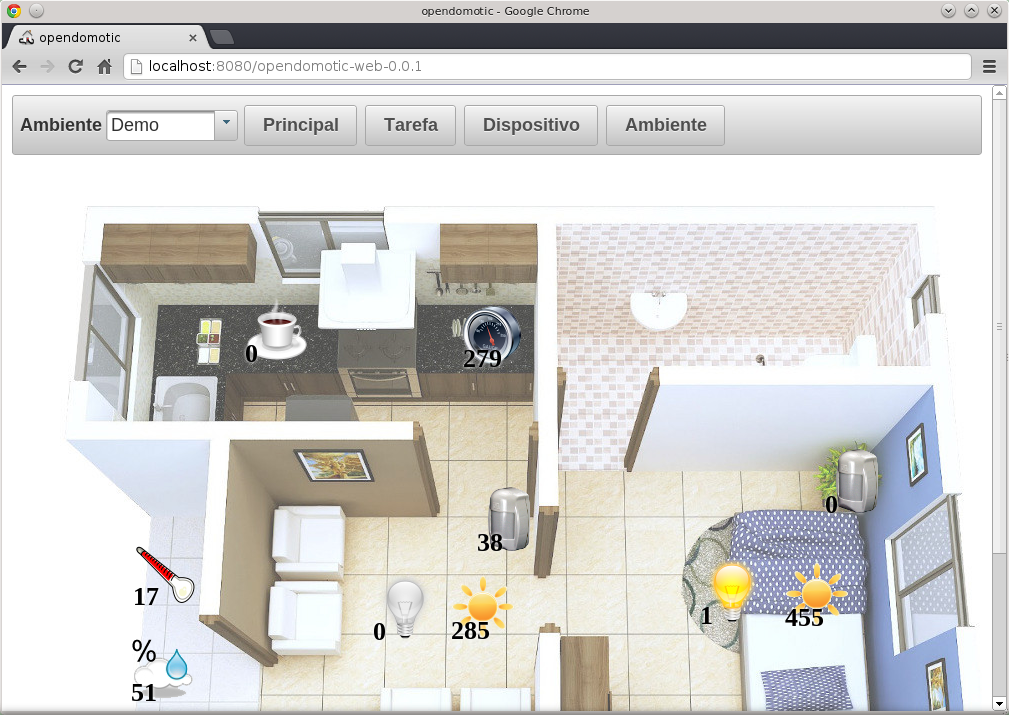 opendomotic - Google Chrome
opendomotic
localhost:8080/opendomotic-web-0.0.1
Ambiente Demo Principal Tarefa Dispositivo Ambiente
0
279
0
38
17
1
455
0
285
%
51